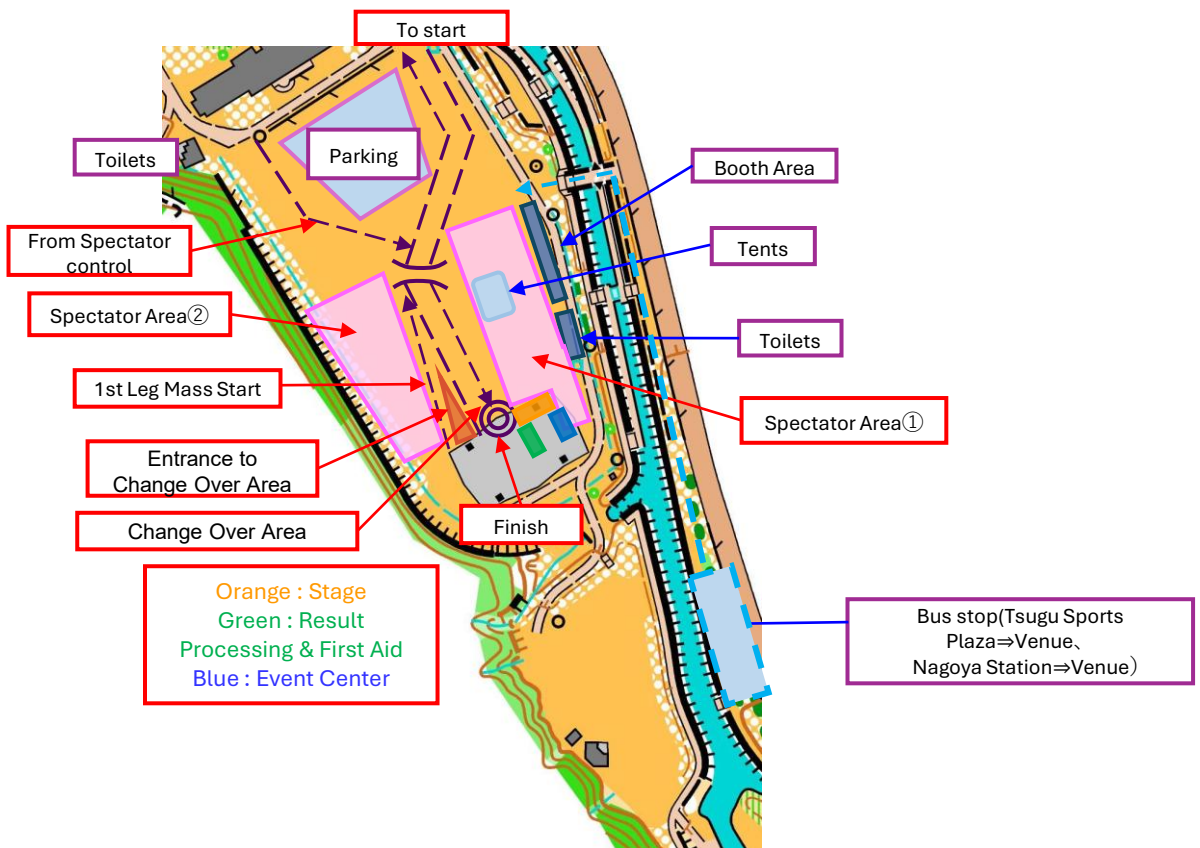 To start
Toilets
Parking
Booth Area
From Spectator
control
Tents
Spectator Area②
Toilets
1st Leg Mass Start
Spectator Area①
Entrance to
Change Over Area
Change Over Area
Finish
Orange : Stage
Green : Result
Processing & First Aid
Blue : Event Center
Bus stop(Tsugu Sports
Plaza⇒Venue、
Nagoya Station⇒Venue）